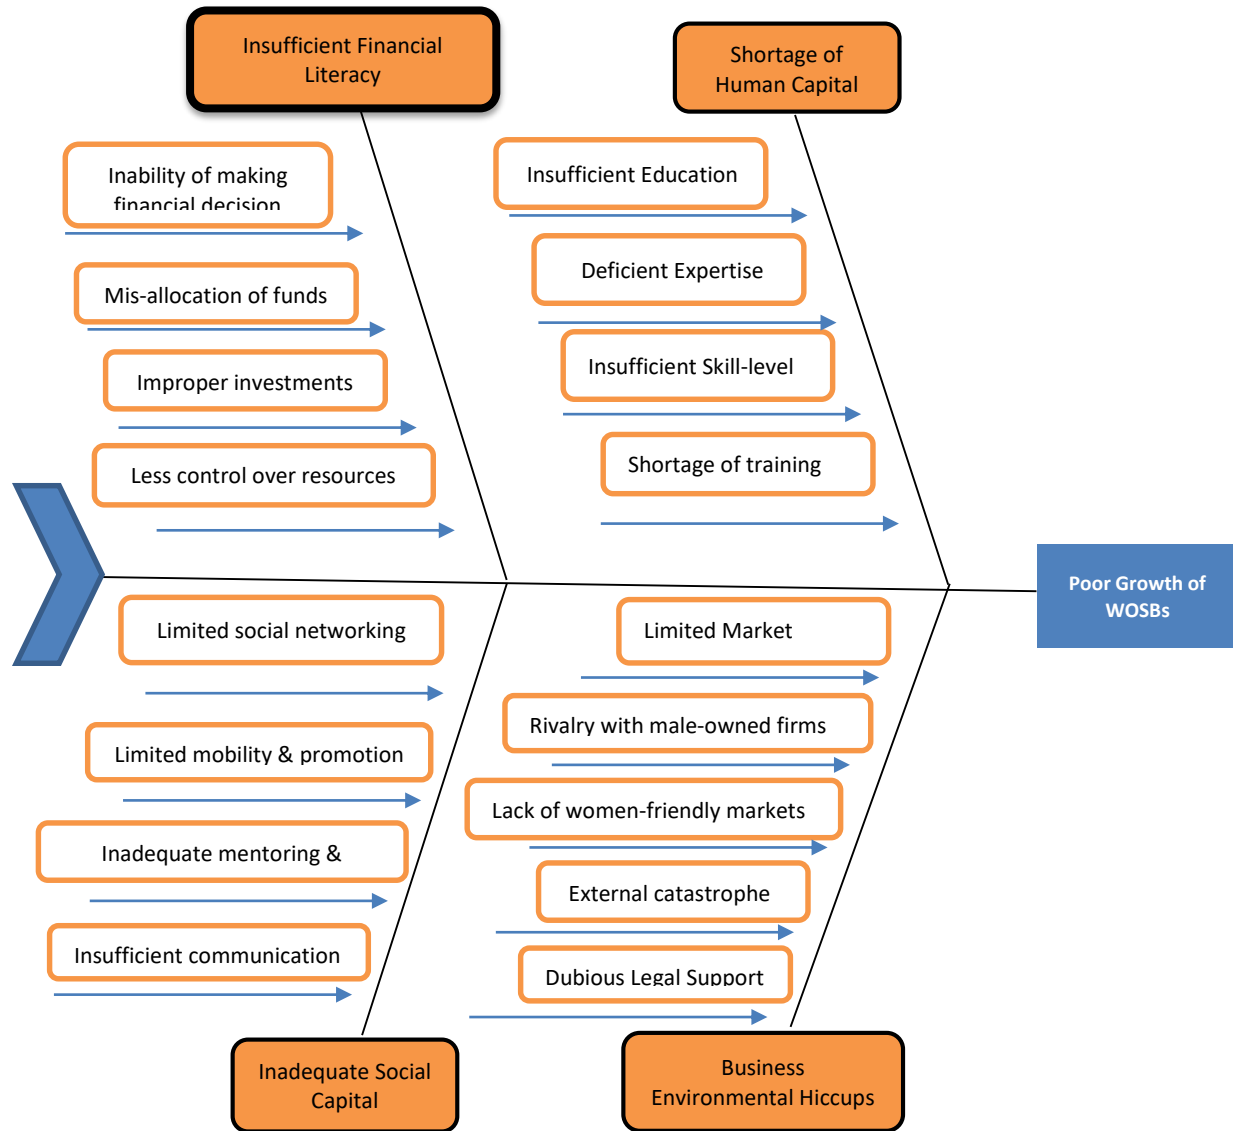 Insufficient Financial
Literacy
Shortage of
Human Capital
Inability of making
financial decision
Mis-allocation of funds
Improper investments
Less control over resources
Insufficient Education
Deficient Expertise
Insufficient Skill-level
Shortage of training
Poor Growth of
WOSBs
Limited social networking
Limited mobility & promotion
Inadequate mentoring &
Insufficient communication
Limited Market
Rivalry with male-owned firms
Lack of women-friendly markets
External catastrophe
Dubious Legal Support
Inadequate Social
Capital
Business
Environmental Hiccups